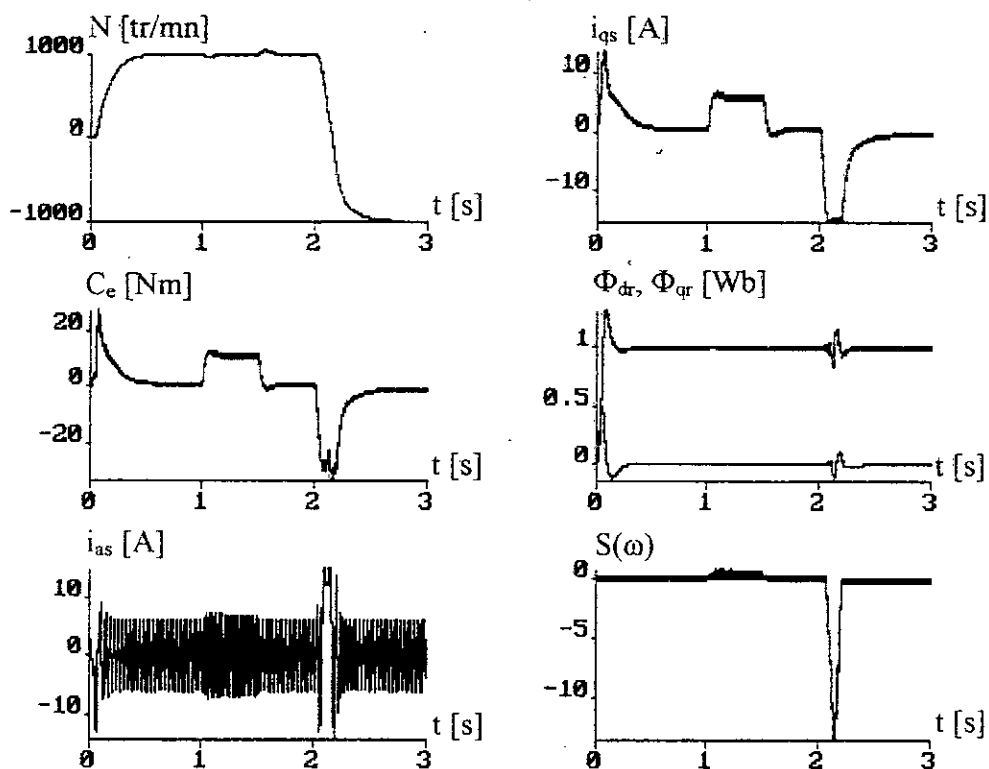 N [tr/mn]
1000
0
-1000
0 1 2 3
t [s]
i_qs [A]
10
0
-10
0 1 2 3
t [s]
C_e [Nm]
20
0
-20
0 1 2 3
t [s]
Φ_dr, Φ_qr [Wb]
1
0.5
0
0 1 2 3
t [s]
i_as [A]
10
0
-10
0 1 2 3
t [s]
S(ω)
0
-5
-10
0 1 2 3
t [s]